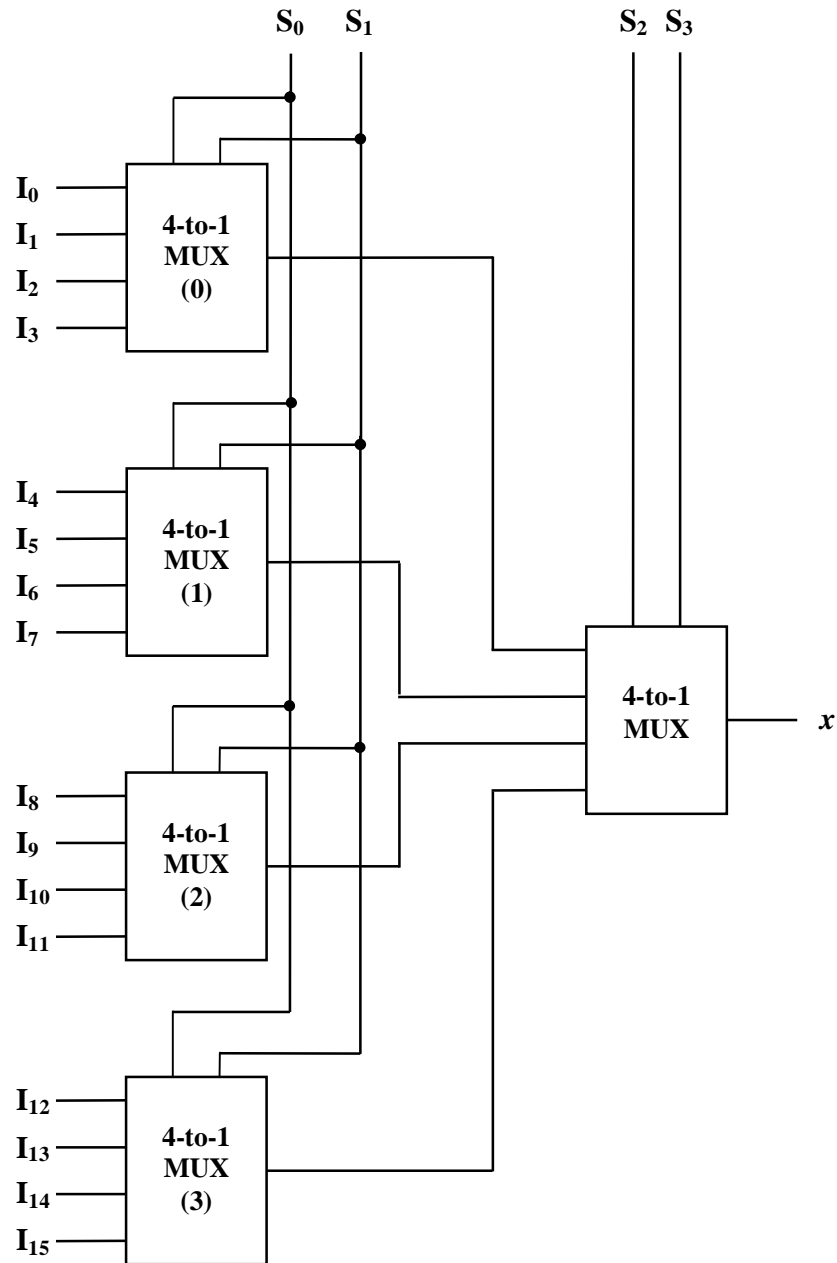 S₀ S₁ S₂ S₃
I₀
I₁
I₂
I₃
4-to-1
MUX
(0)
I₄
I₅
I₆
I₇
4-to-1
MUX
(1)
4-to-1
MUX
x
I₈
I₉
I₁₀
I₁₁
4-to-1
MUX
(2)
I₁₂
I₁₃
I₁₄
I₁₅
4-to-1
MUX
(3)